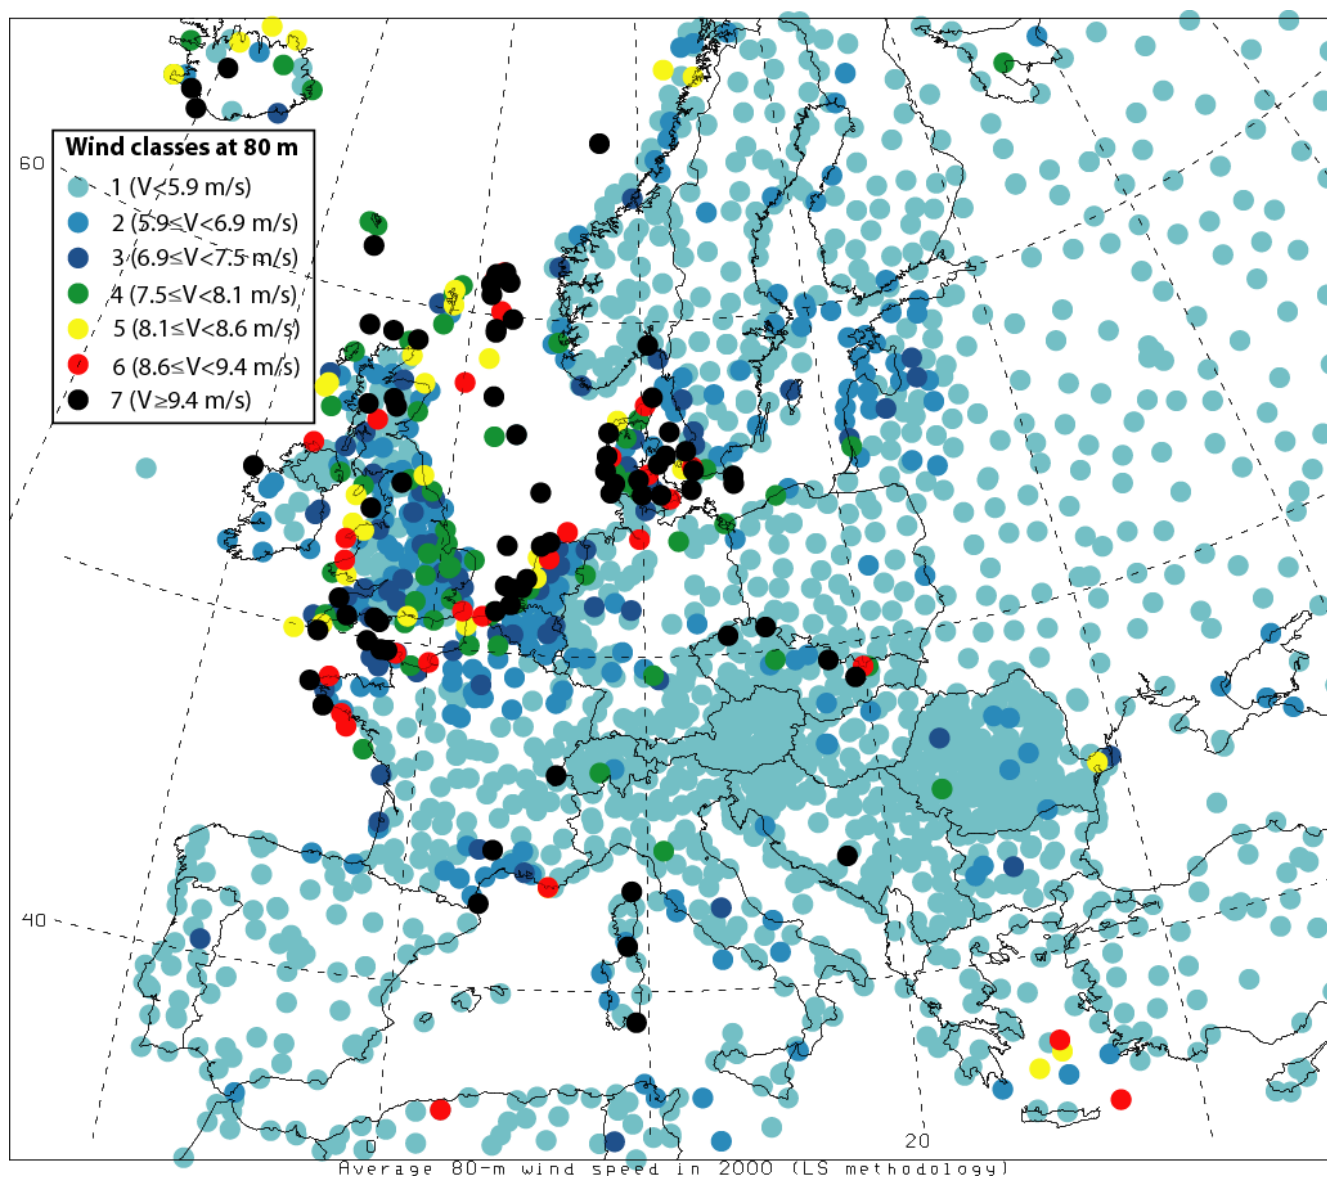 Wind classes at 80 m
60
1 (V<5.9 m/s)
2 (5.9≤V<6.9 m/s)
3 (6.9≤V<7.5 m/s)
4 (7.5≤V<8.1 m/s)
5 (8.1≤V<8.6 m/s)
6 (8.6≤V<9.4 m/s)
7 (V≥9.4 m/s)
40
0
20
Average 80-m wind speed in 2000 (LS methodology)